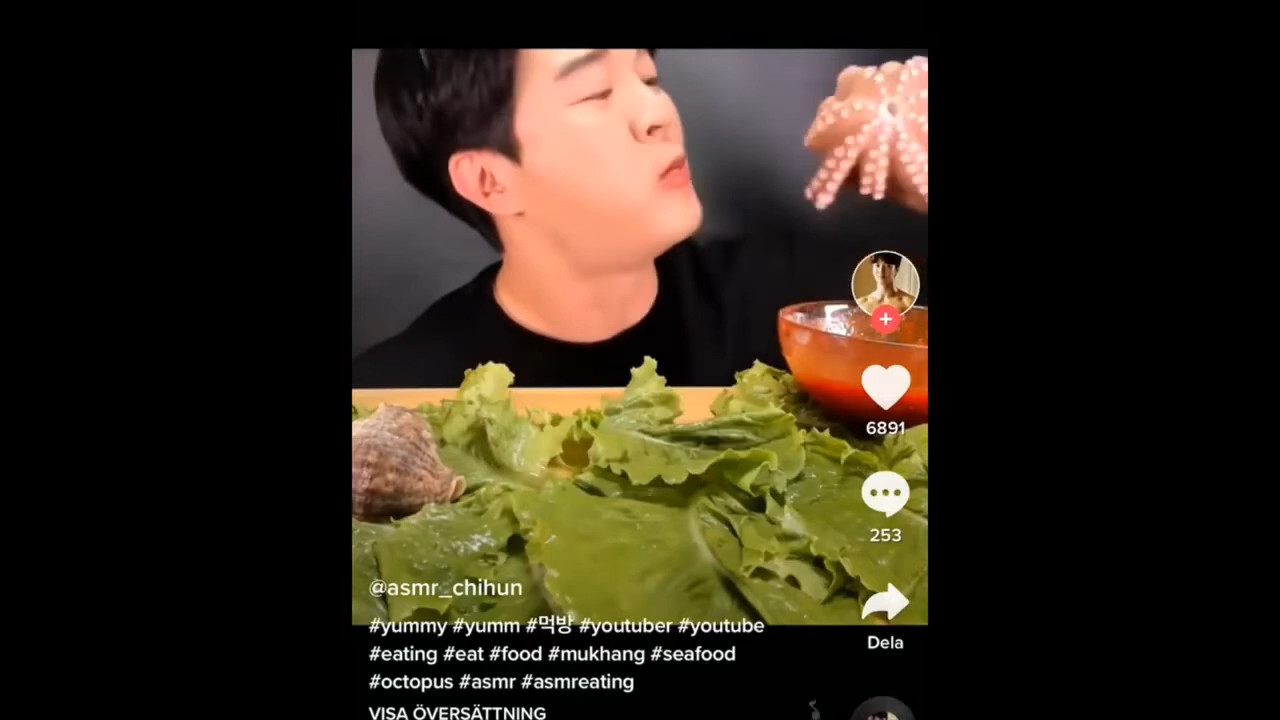 6891
253
@asmr_chihun
#yummy #yumm #먹방 #youtuber #youtube
#eating #eat #food #mukhang #seafood
#octopus #asmr #asmreating
Dela
VISA ÖVERSÄTTNING